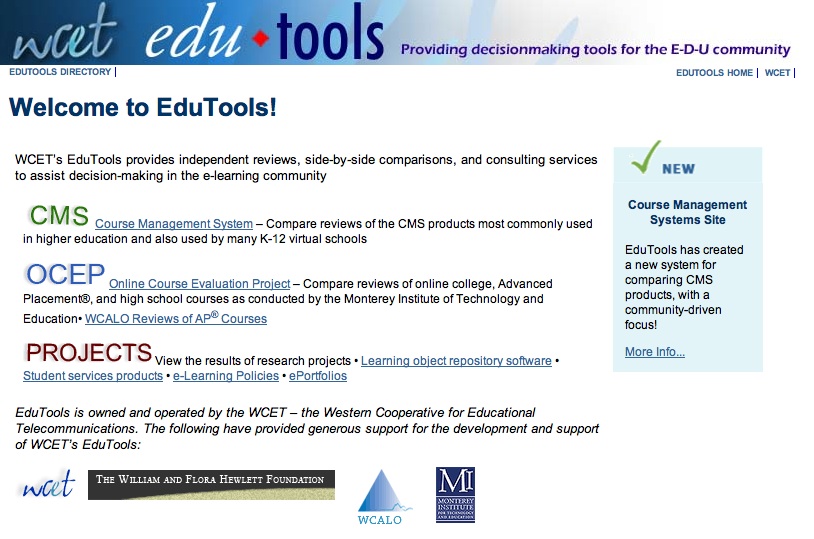 wcet edu tools Providing decisionmaking tools for the E-D-U community
EDUTOOLS DIRECTORY | EDUTOOLS HOME | WCET |
Welcome to EduTools!
WCET's EduTools provides independent reviews, side-by-side comparisons, and consulting services
to assist decision-making in the e-learning community
CMS Course Management System – Compare reviews of the CMS products most commonly used
in higher education and also used by many K-12 virtual schools
OCEP Online Course Evaluation Project – Compare reviews of online college, Advanced
Placement®, and high school courses as conducted by the Monterey Institute of Technology and
Education• WCALO Reviews of AP® Courses
PROJECTS View the results of research projects • Learning object repository software •
Student services products • e-Learning Policies • ePortfolios
EduTools is owned and operated by the WCET – the Western Cooperative for Educational
Telecommunications. The following have provided generous support for the development and support
of WCET's EduTools:
NEW
Course Management
Systems Site
EduTools has created
a new system for
comparing CMS
products, with a
community-driven
focus!
More Info...
wcet
THE WILLIAM AND FLORA HEWLETT FOUNDATION
WCALO
MI
MONTEREY
INSTITUTE
FOR TECHNOLOGY
AND EDUCATION